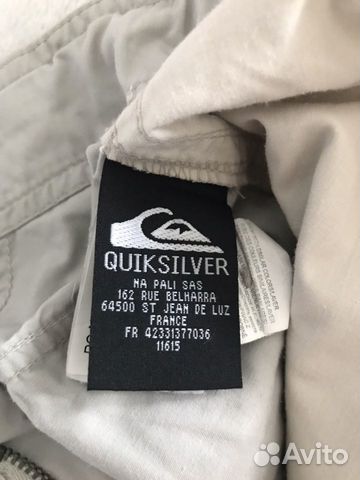 QUIKSILVER
NA PALI SAS
162 RUE BELHARRA
64500 ST JEAN DE LUZ
FRANCE
FR 42331377036
11615
Avito